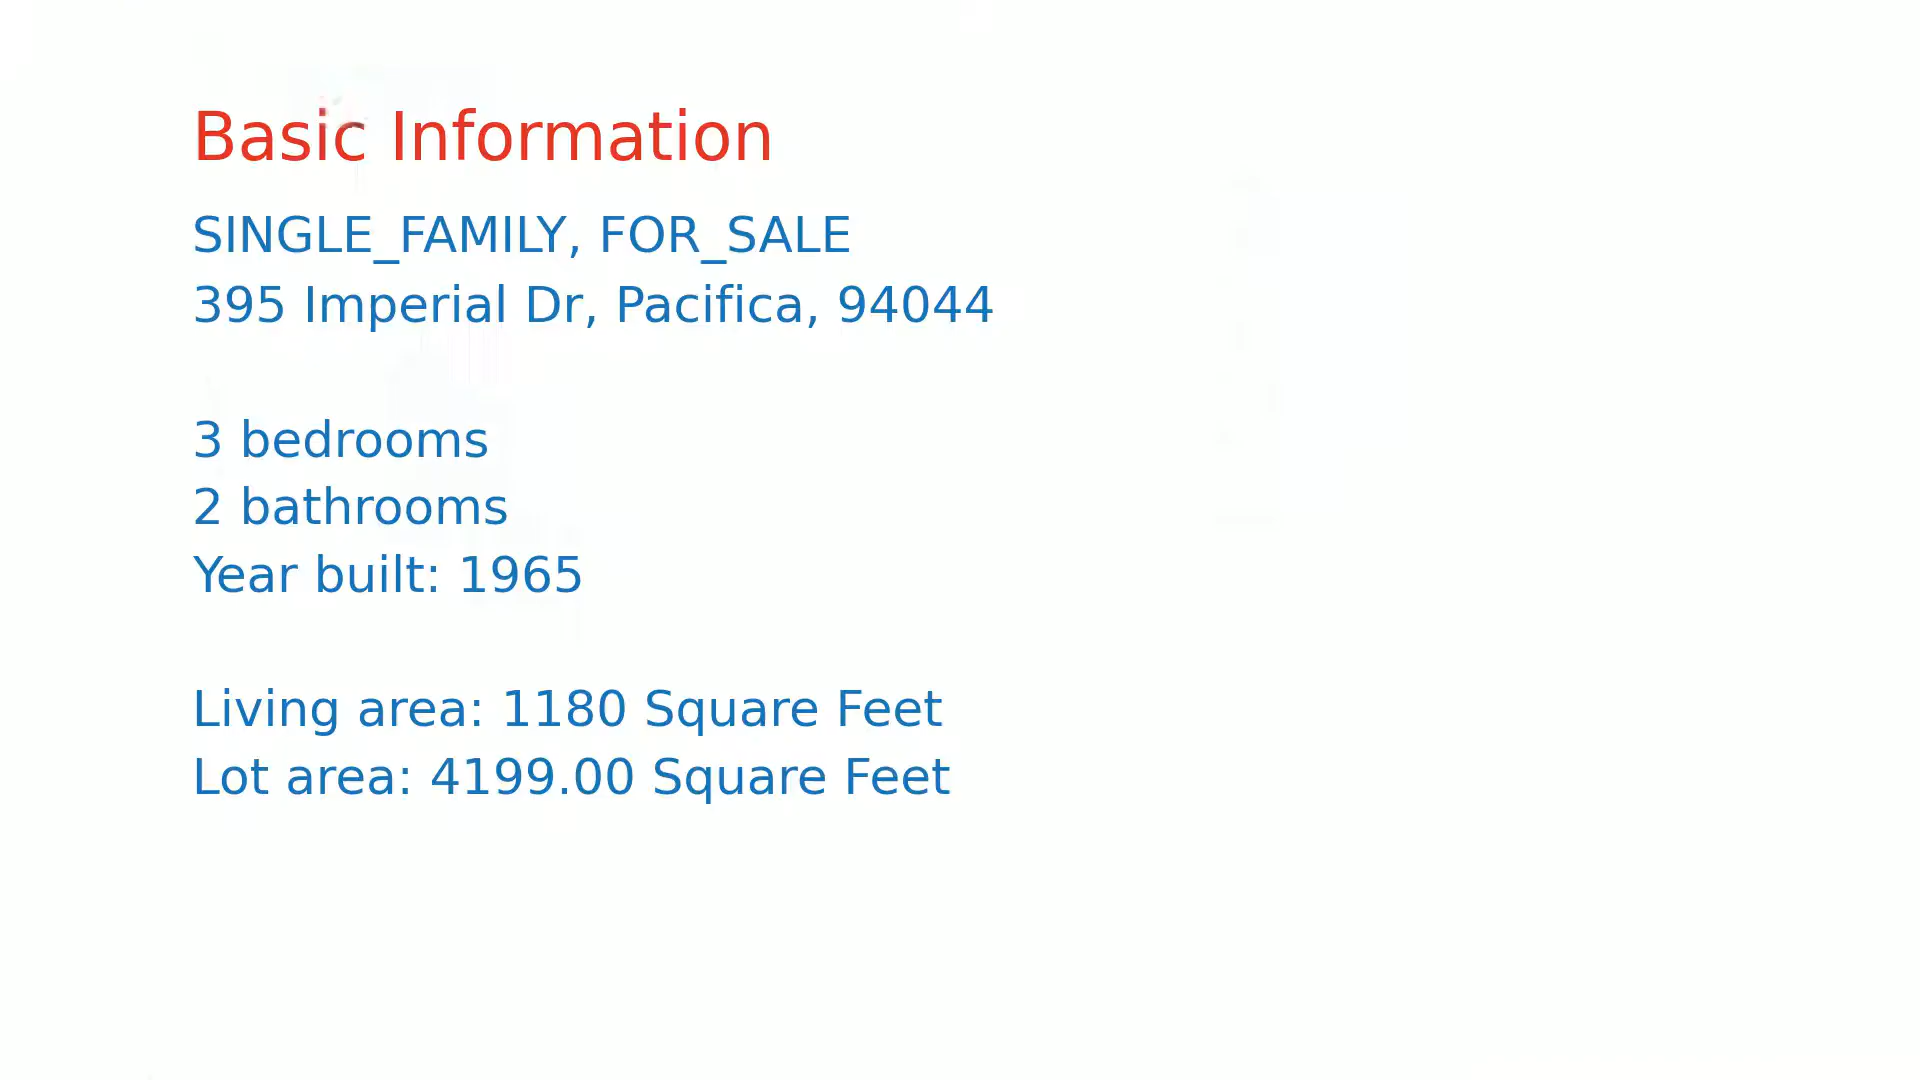 Basic Information
SINGLE_FAMILY, FOR_SALE
395 Imperial Dr, Pacifica, 94044
3 bedrooms
2 bathrooms
Year built: 1965
Living area: 1180 Square Feet
Lot area: 4199.00 Square Feet